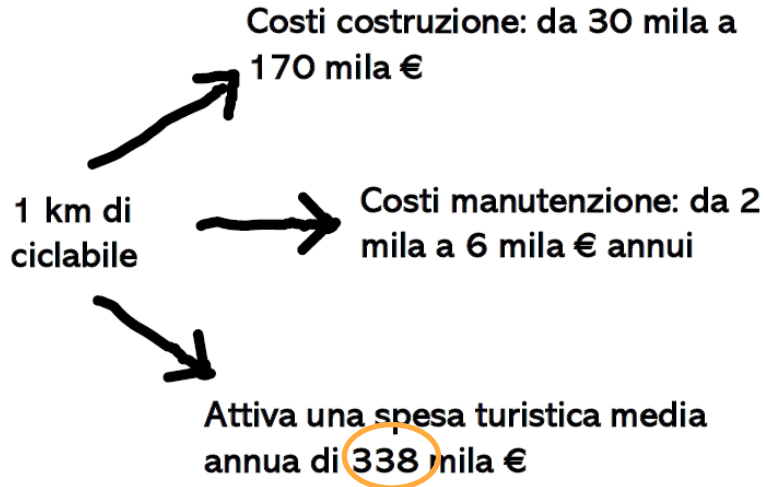 Costi costruzione: da 30 mila a
170 mila €
1 km di
ciclabile
Costi manutenzione: da 2
mila a 6 mila € annui
Attiva una spesa turistica media
annua di 338 mila €